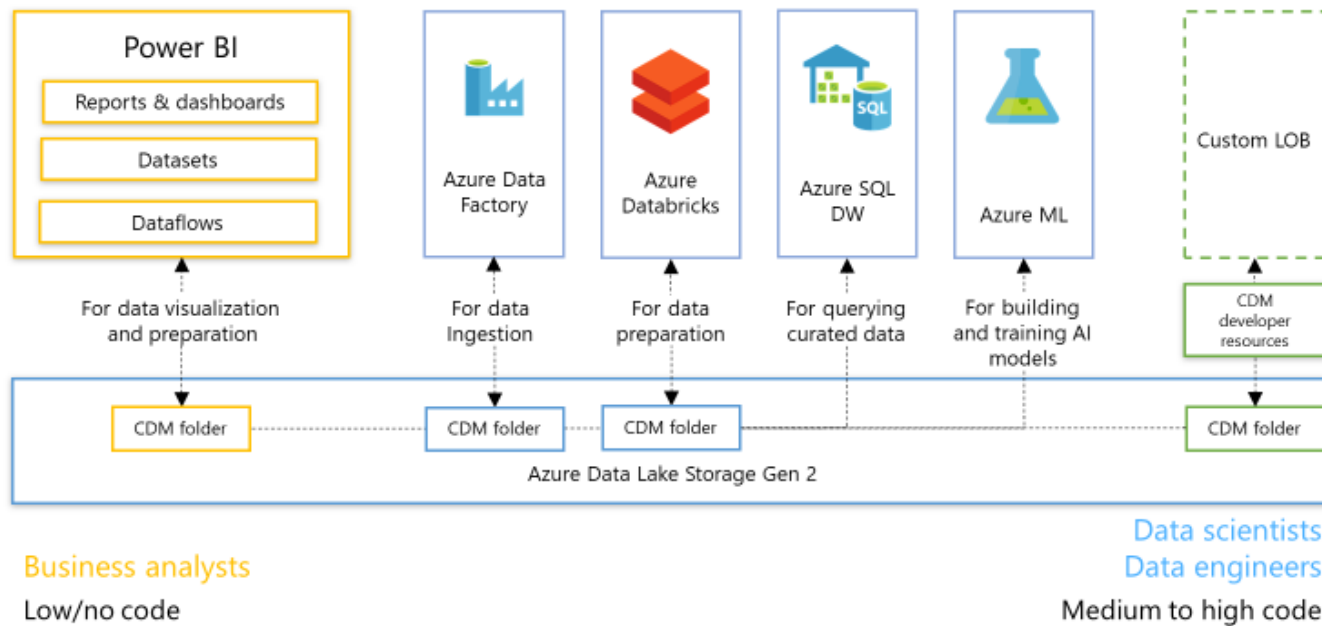 Power BI
Reports & dashboards
Datasets
Dataflows
Azure Data
Factory
Azure
Databricks
SQL
Azure SQL
DW
Azure ML
Custom LOB
For data visualization
and preparation
For data
Ingestion
For data
preparation
For querying
curated data
For building
and training AI
models
CDM
developer
resources
CDM folder
CDM folder
CDM folder
CDM folder
Azure Data Lake Storage Gen 2
Business analysts
Low/no code
Data scientists
Data engineers
Medium to high code